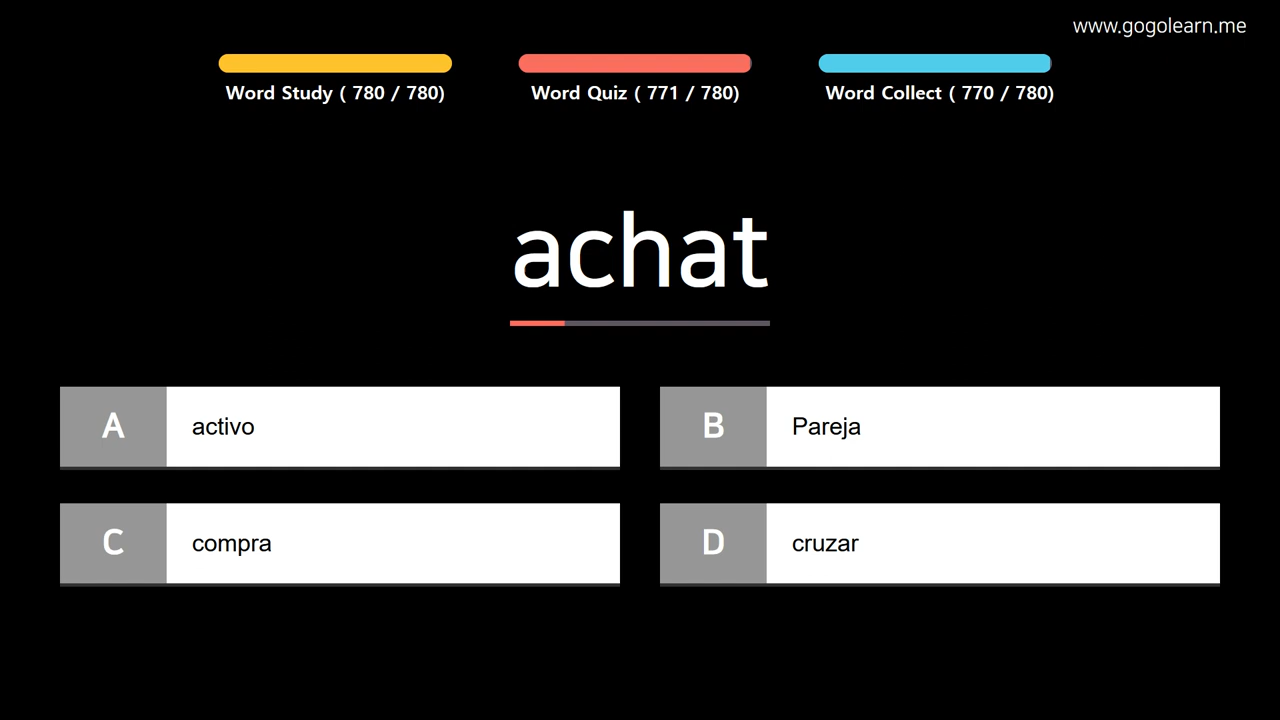 www.gogolearn.me
Word Study ( 780 / 780)
Word Quiz ( 771 / 780)
Word Collect ( 770 / 780)
achat
A activo
B Pareja
C compra
D cruzar